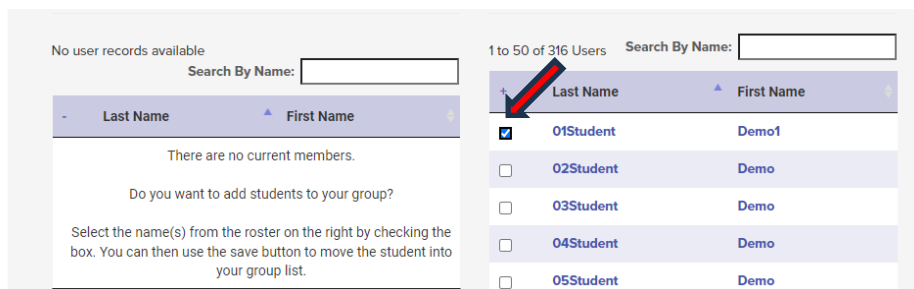 No user records available
Search By Name:
- Last Name First Name
There are no current members.
Do you want to add students to your group?
Select the name(s) from the roster on the right by checking the
box. You can then use the save button to move the student into
your group list.
1 to 50 of 316 Users Search By Name:
+ Last Name First Name
01Student Demo1
02Student Demo
03Student Demo
04Student Demo
05Student Demo